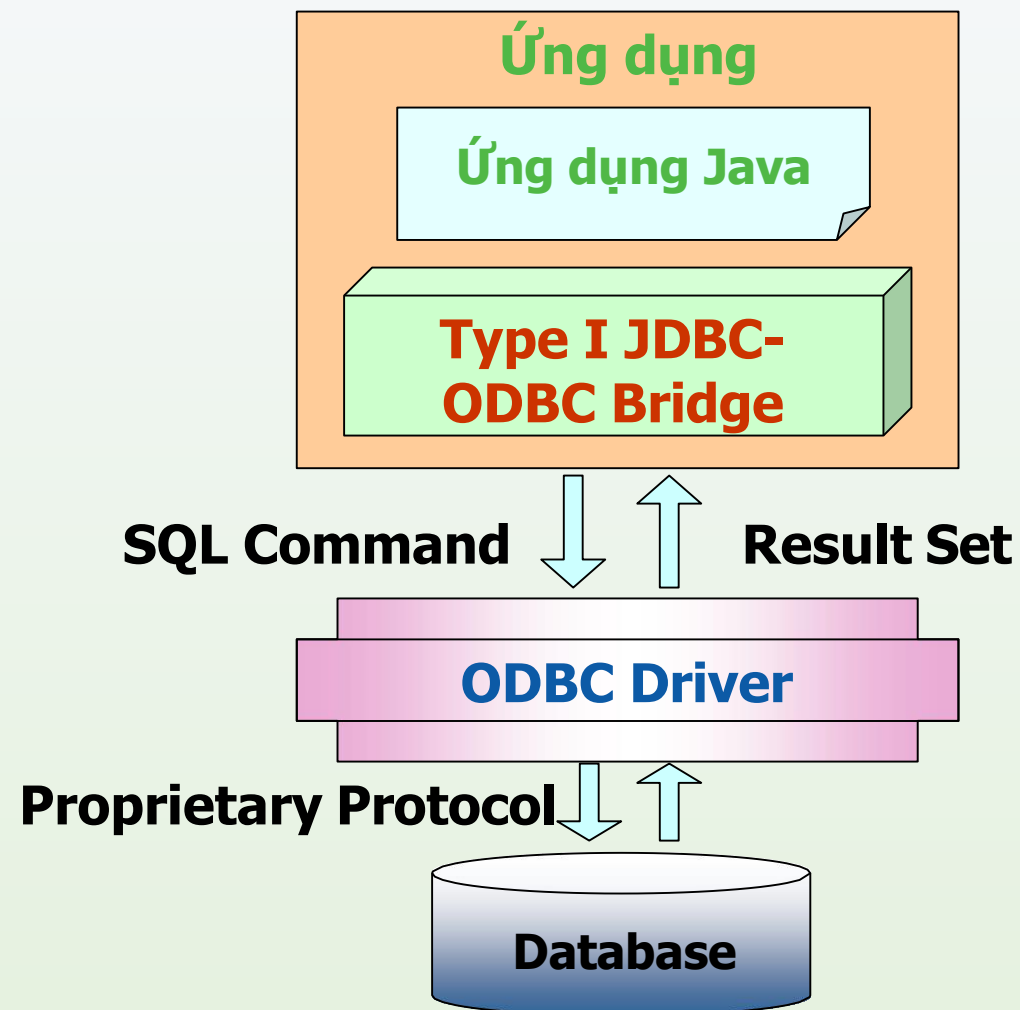 Ứng dụng
Ứng dụng Java
Type I JDBC-
ODBC Bridge
SQL Command
Result Set
ODBC Driver
Proprietary Protocol
Database